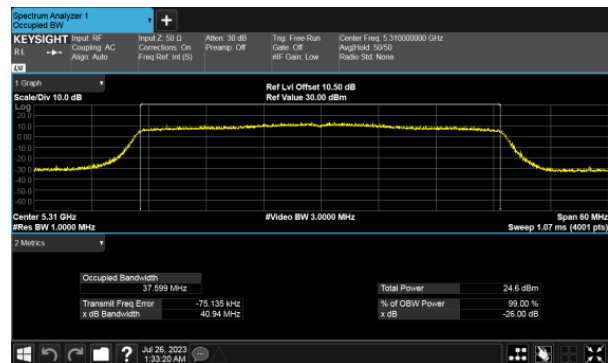 Spectrum Analyzer 1
Occupied BW
KEYSIGHT Input: RF Input Z: 50 Ω Atten: 30 dB Trig: Free Run Center Freq: 5.310000000 GHz
RL Coupling: AC Corrections: On Preamp: Off Gate: Off Avg|Hold: 50/50
Align: Auto Freq Ref: Int (S) #IF Gain: Low Radio Std: None
LXI
1 Graph
Ref Lvl Offset 10.50 dB
Scale/Div 10.0 dB Ref Value 30.00 dBm
Log
20.0
10.0
0.00
-10.0
-20.0
-30.0
-40.0
-50.0
-60.0
Center 5.31 GHz #Video BW 3.0000 MHz Span 60 MHz
#Res BW 1.0000 MHz Sweep 1.07 ms (4001 pts)
2 Metrics
Occupied Bandwidth
37.599 MHz Total Power 24.6 dBm
Transmit Freq Error -75.135 kHz % of OBW Power 99.00 %
x dB Bandwidth 40.94 MHz x dB -26.00 dB
Jul 26, 2023
1:33:20 AM